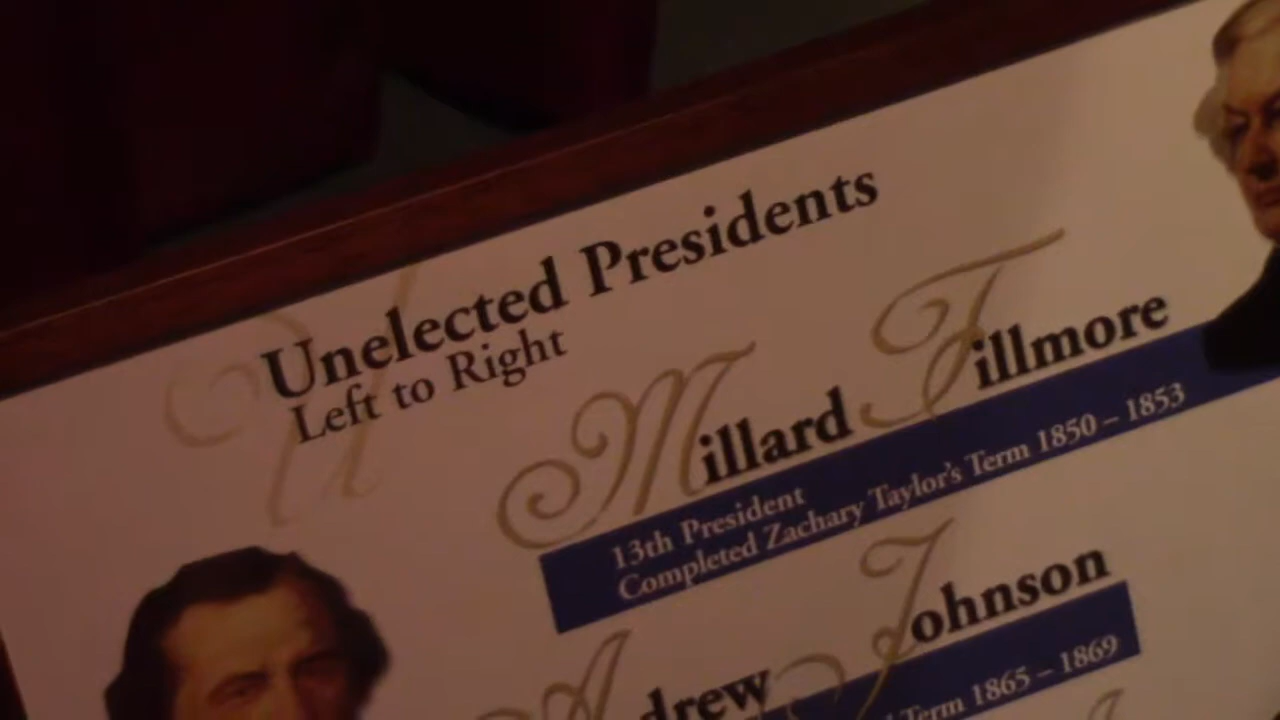 Unelected Presidents
Left to Right
Millard Fillmore
13th President
Completed Zachary Taylor's Term 1850 – 1853
Andrew Johnson
Term 1865 – 1869